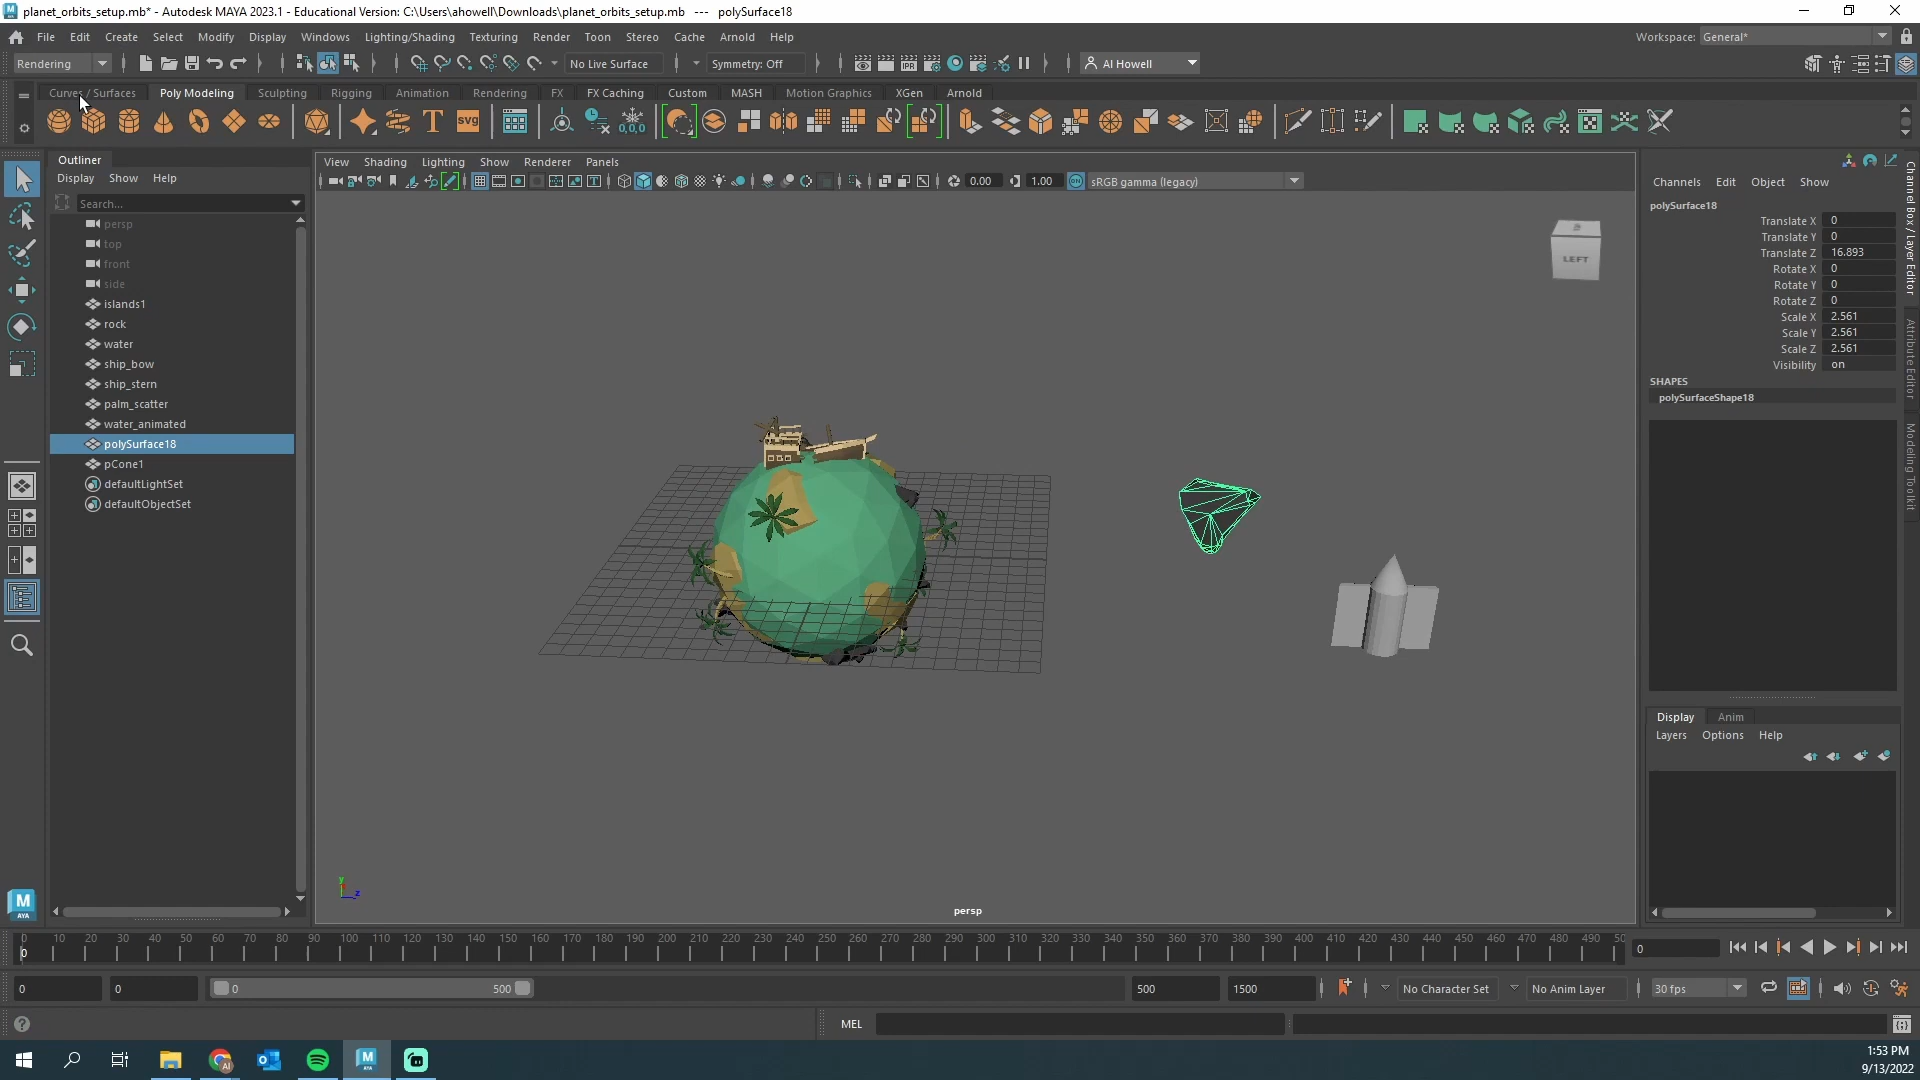 planet_orbits_setup.mb* - Autodesk MAYA 2023.1 - Educational Version: C:\Users\ahowell\Downloads\planet_orbits_setup.mb --- polySurface18
File Edit Create Select Modify Display Windows Lighting/Shading Texturing Render Toon Stereo Cache Arnold Help
Workspace: General*
Rendering No Live Surface Symmetry: Off Al Howell
Curves / Surfaces Poly Modeling Sculpting Rigging Animation Rendering FX FX Caching Custom MASH Motion Graphics XGen Arnold
Outliner
Display Show Help
Search...
persp
top
front
side
islands1
rock
water
ship_bow
ship_stern
palm_scatter
water_animated
polySurface18
pCone1
defaultLightSet
defaultObjectSet
View Shading Lighting Show Renderer Panels
0.00 1.00 sRGB gamma (legacy)
LEFT
persp
Channels Edit Object Show
polySurface18
Translate X 0
Translate Y 0
Translate Z 16.893
Rotate X 0
Rotate Y 0
Rotate Z 0
Scale X 2.561
Scale Y 2.561
Scale Z 2.561
Visibility on
SHAPES
polySurfaceShape18
Channel Box / Layer Editor
Attribute Editor
Modeling Toolkit
Display Anim
Layers Options Help
0 10 20 30 40 50 60 70 80 90 100 110 120 130 140 150 160 170 180 190 200 210 220 230 240 250 260 270 280 290 300 310 320 330 340 350 360 370 380 390 400 410 420 430 440 450 460 470 480 490 50
0
0
0 0 0 500 500 1500 No Character Set No Anim Layer 30 fps
MEL
1:53 PM
9/13/2022